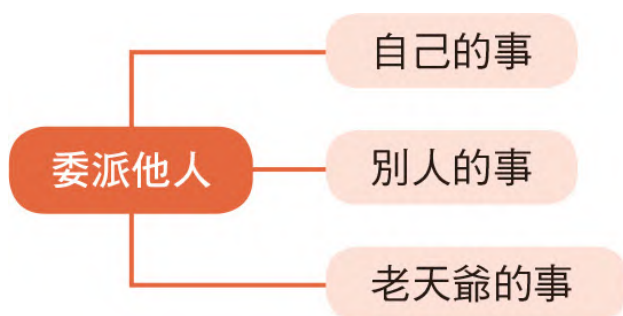 委派他人
自己的事
別人的事
老天爺的事